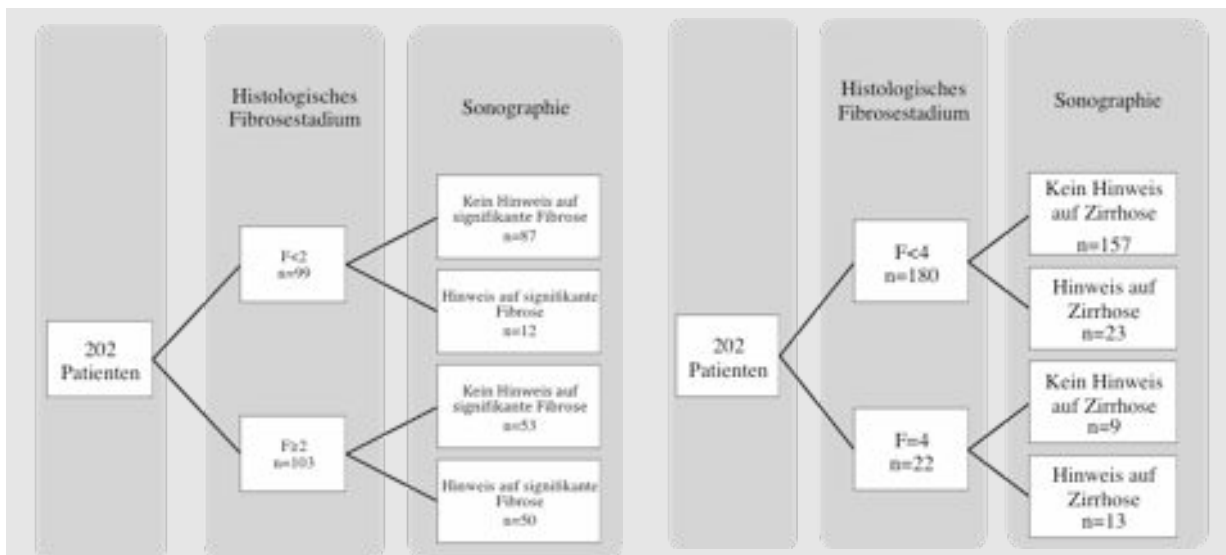 Histologisches
Fibrosestadium
Sonographie
202
Patienten
F<2
n=99
F≥2
n=103
Kein Hinweis auf
signifikante Fibrose
n=87
Hinweis auf signifikante
Fibrose
n=12
Kein Hinweis auf
signifikante Fibrose
n=53
Hinweis auf signifikante
Fibrose
n=50
Histologisches
Fibrosestadium
Sonographie
202
Patienten
F<4
n=180
F=4
n=22
Kein Hinweis
auf Zirrhose
n=157
Hinweis auf
Zirrhose
n=23
Kein Hinweis
auf Zirrhose
n=9
Hinweis auf
Zirrhose
n=13